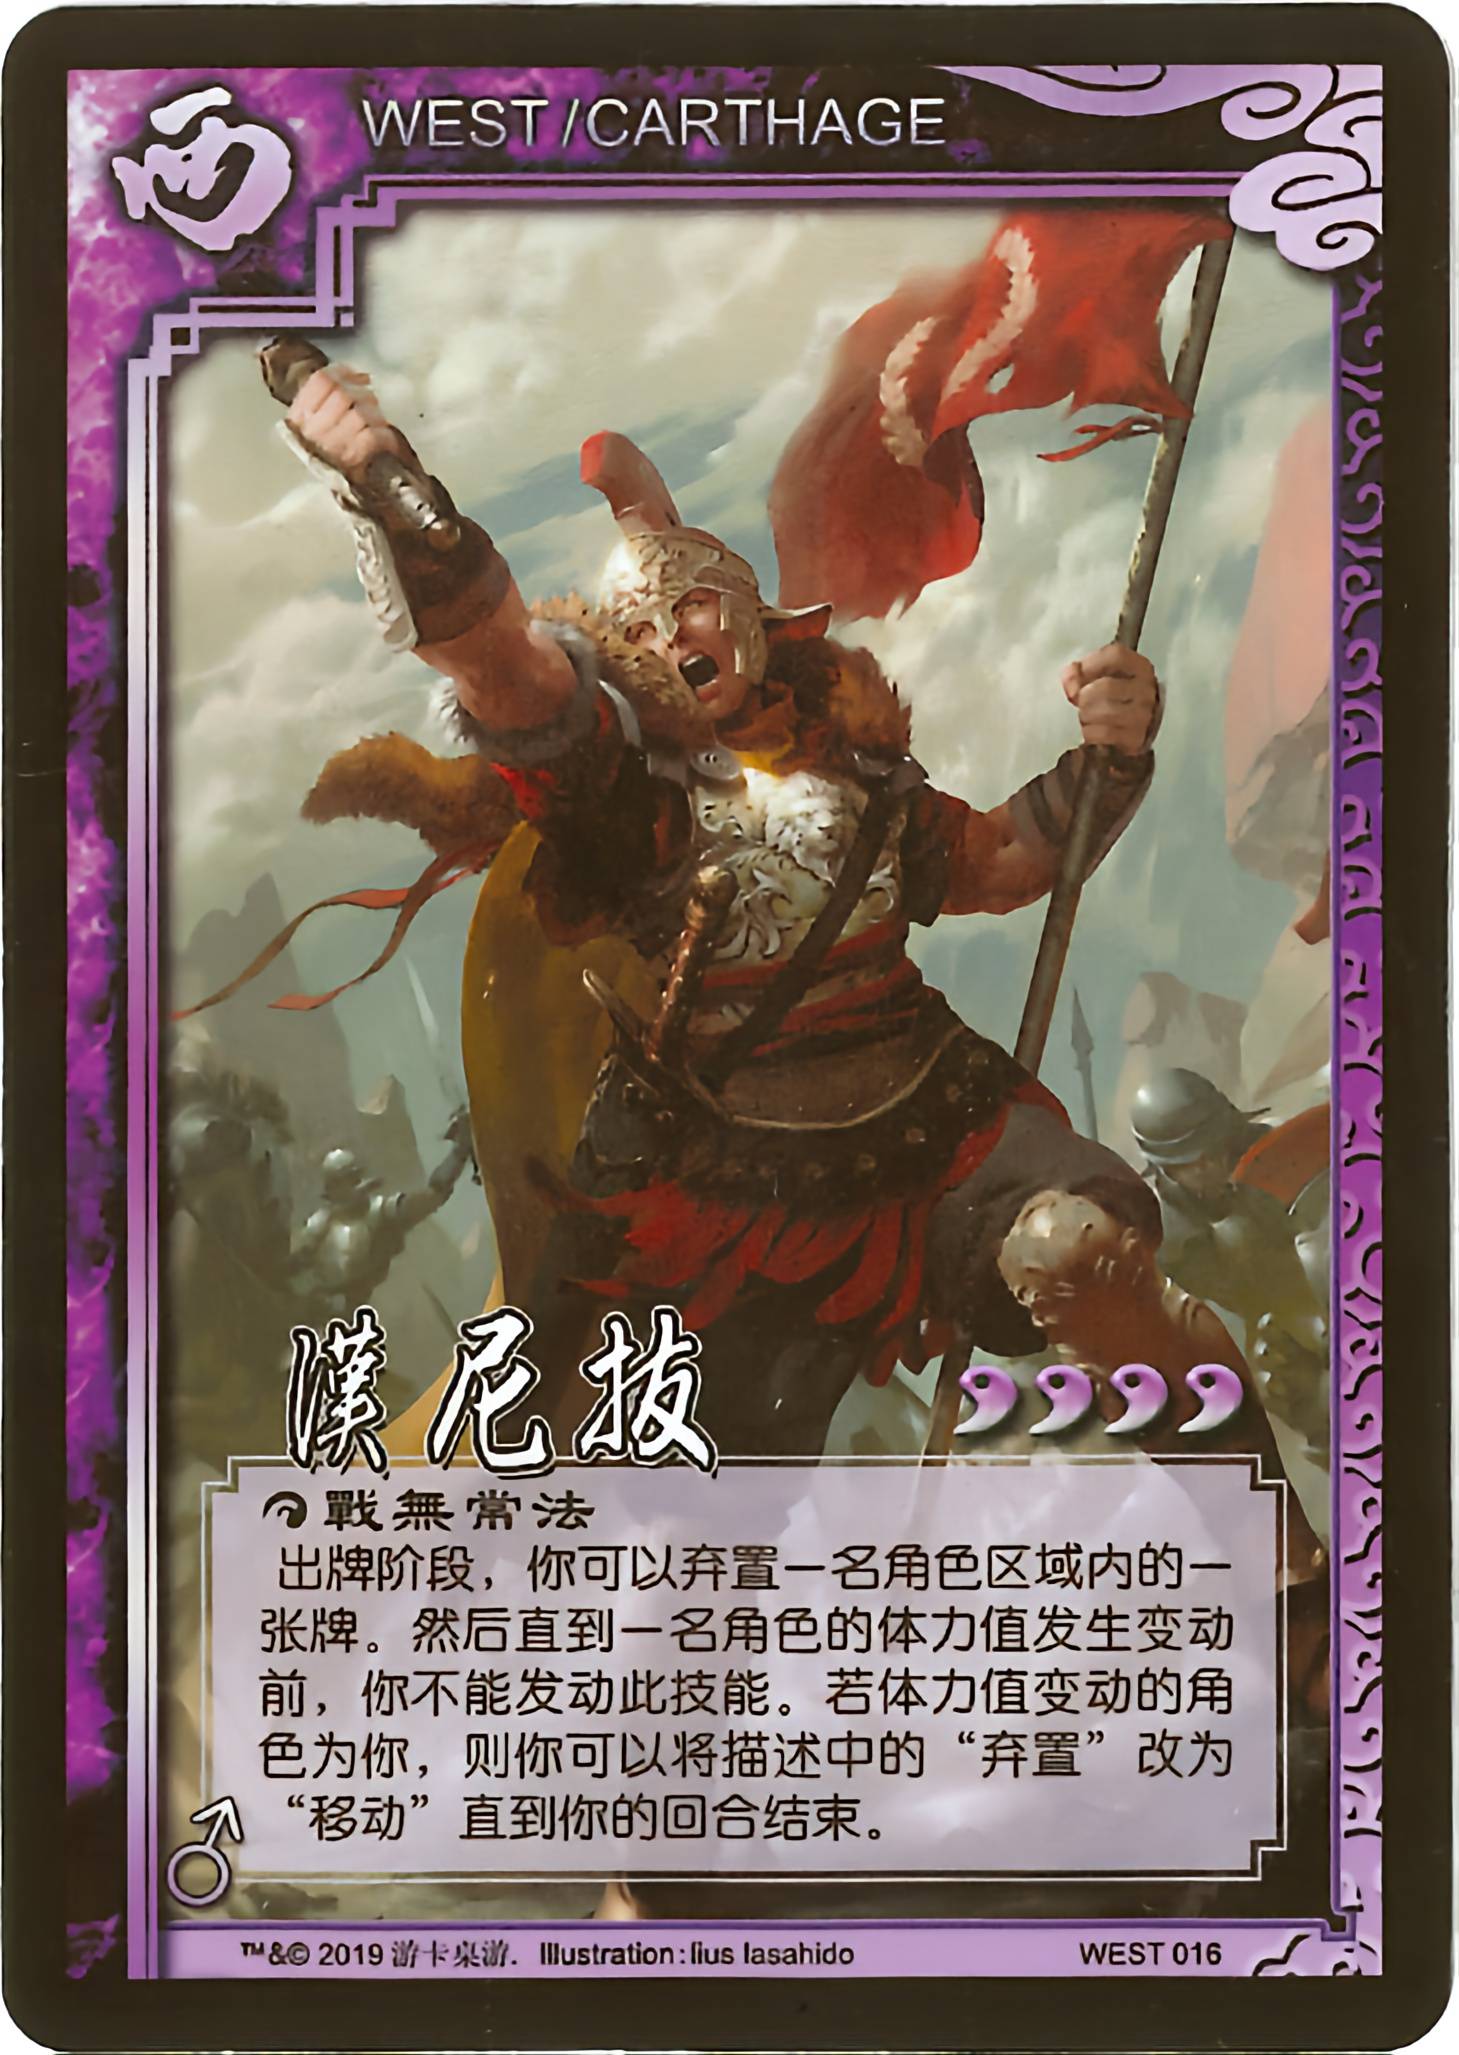 西
WEST /CARTHAGE
漢尼拔
戰無常法
出牌阶段，你可以弃置一名角色区域内的一
张牌。然后直到一名角色的体力值发生变动
前，你不能发动此技能。若体力值变动的角
色为你，则你可以将描述中的“弃置”改为
“移动”直到你的回合结束。
™&© 2019 游卡桌游. Illustration:lius lasahido
WEST 016